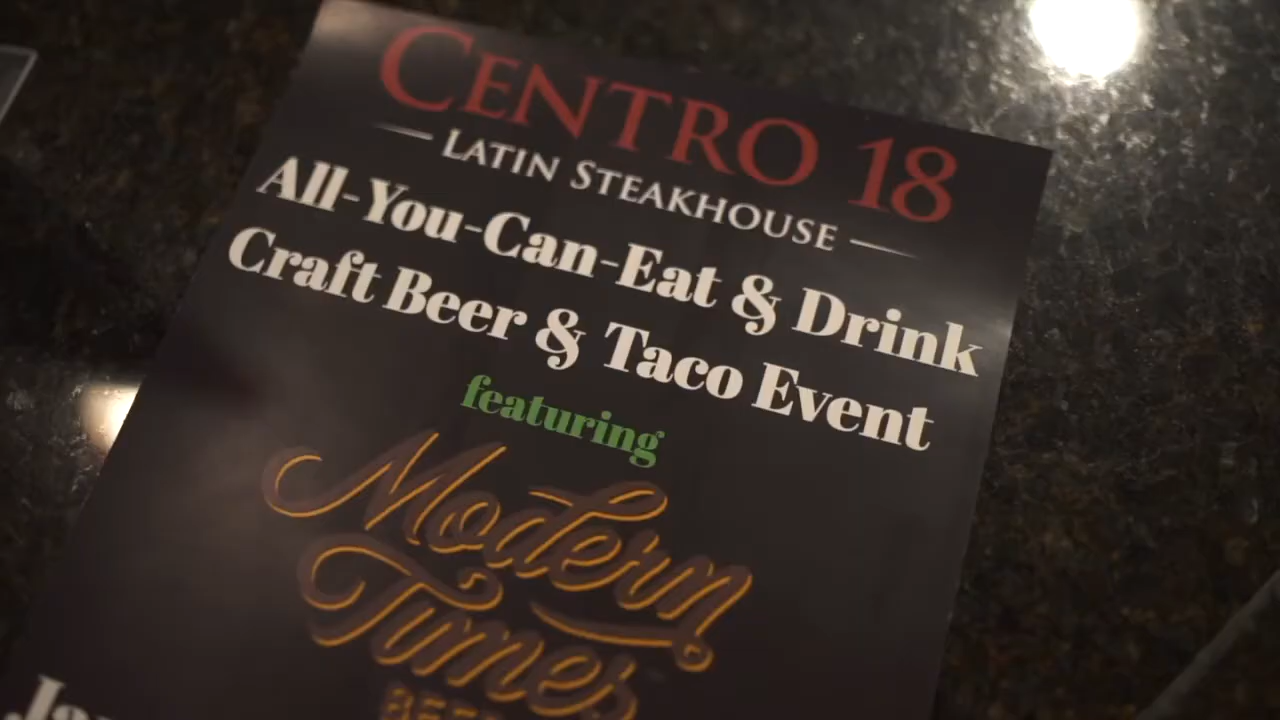 CENTRO 18
LATIN STEAKHOUSE
All-You-Can-Eat & Drink
Craft Beer & Taco Event
featuring
Modern
Times